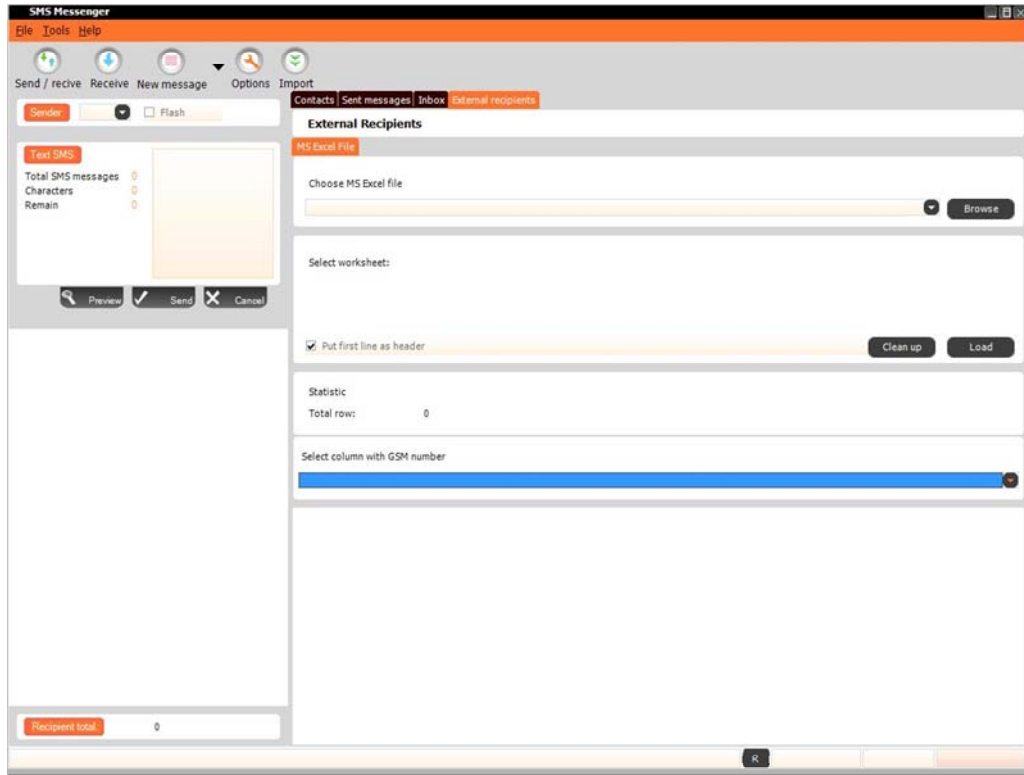 SMS Messenger
File Tools Help
Send / recive Receive New message Options Import
Sender Flash
Text SMS
Total SMS messages 0
Characters 0
Remain 0
Preview Send Cancel
Recipient total 0
Contacts Sent messages Inbox External recipients
External Recipients
MS Excel File
Choose MS Excel file
Browse
Select worksheet:
Put first line as header Clean up Load
Statistic
Total row: 0
Select column with GSM number
R